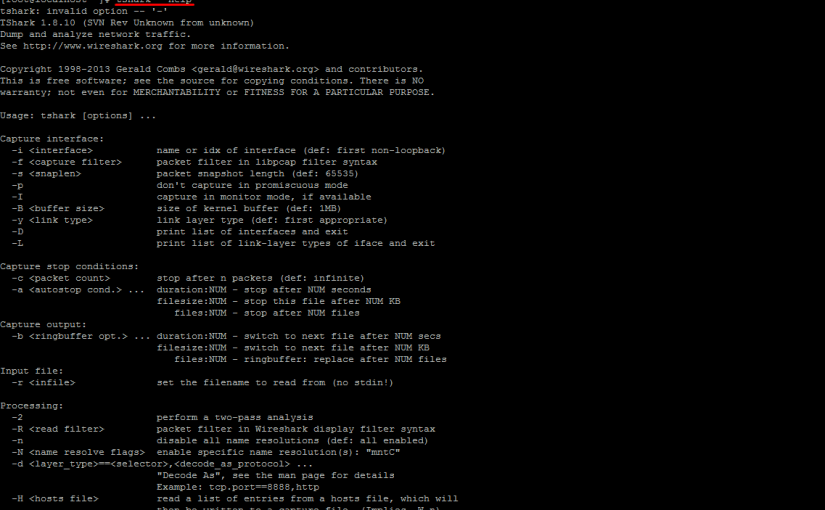 [root@localhost ~]# tshark --help
tshark: invalid option -- '-'
TShark 1.8.10 (SVN Rev Unknown from unknown)
Dump and analyze network traffic.
See http://www.wireshark.org for more information.

Copyright 1998-2013 Gerald Combs <gerald@wireshark.org> and contributors.
This is free software; see the source for copying conditions. There is NO
warranty; not even for MERCHANTABILITY or FITNESS FOR A PARTICULAR PURPOSE.

Usage: tshark [options] ...

Capture interface:
  -i <interface>           name or idx of interface (def: first non-loopback)
  -f <capture filter>      packet filter in libpcap filter syntax
  -s <snaplen>             packet snapshot length (def: 65535)
  -p                       don't capture in promiscuous mode
  -I                       capture in monitor mode, if available
  -B <buffer size>         size of kernel buffer (def: 1MB)
  -y <link type>           link layer type (def: first appropriate)
  -D                       print list of interfaces and exit
  -L                       print list of link-layer types of iface and exit

Capture stop conditions:
  -c <packet count>        stop after n packets (def: infinite)
  -a <autostop cond.> ...  duration:NUM - stop after NUM seconds
                           filesize:NUM - stop this file after NUM KB
                              files:NUM - stop after NUM files
Capture output:
  -b <ringbuffer opt.> ... duration:NUM - switch to next file after NUM secs
                           filesize:NUM - switch to next file after NUM KB
                              files:NUM - ringbuffer: replace after NUM files
Input file:
  -r <infile>              set the filename to read from (no stdin!)

Processing:
  -2                       perform a two-pass analysis
  -R <read filter>         packet filter in Wireshark display filter syntax
  -n                       disable all name resolutions (def: all enabled)
  -N <name resolve flags>  enable specific name resolution(s): "mntC"
  -d <layer_type>==<selector>,<decode_as_protocol> ...
                           "Decode As", see the man page for details
                           Example: tcp.port==8888,http
  -H <hosts file>          read a list of entries from a hosts file, which will
                           then be written to a capture file. (Implies -W n)